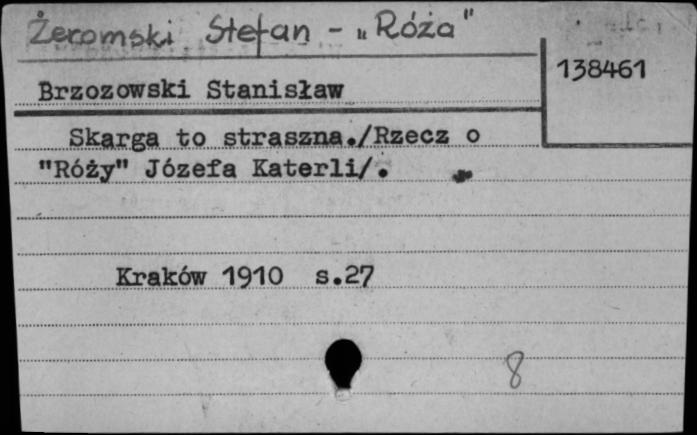 Żeromski Stefan - „Róża"
138461
Brzozowski Stanisław
Skarga to straszna./Rzecz o
"Róży" Józefa Katerli/.
Kraków 1910 s.27
8